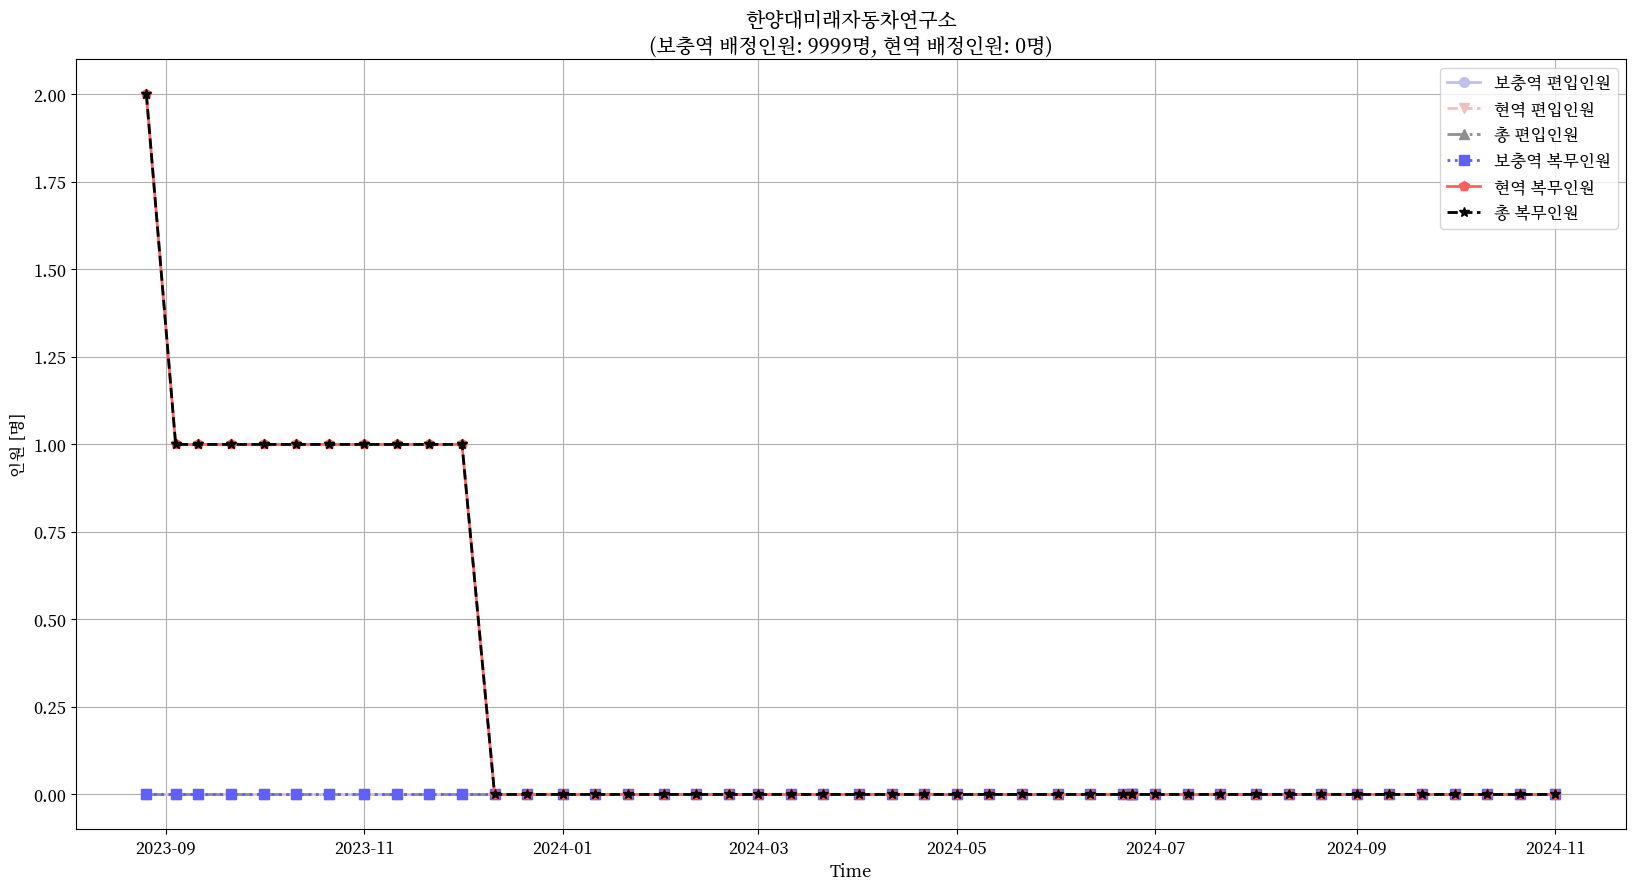 한양대미래자동차연구소
(보충역 배정인원: 9999명, 현역 배정인원: 0명)
보충역 편입인원
현역 편입인원
총 편입인원
보충역 복무인원
현역 복무인원
총 복무인원
2.00
1.75
1.50
1.25
1.00
0.75
0.50
0.25
0.00
인원 [명]
2023-09 2023-11 2024-01 2024-03 2024-05 2024-07 2024-09 2024-11
Time